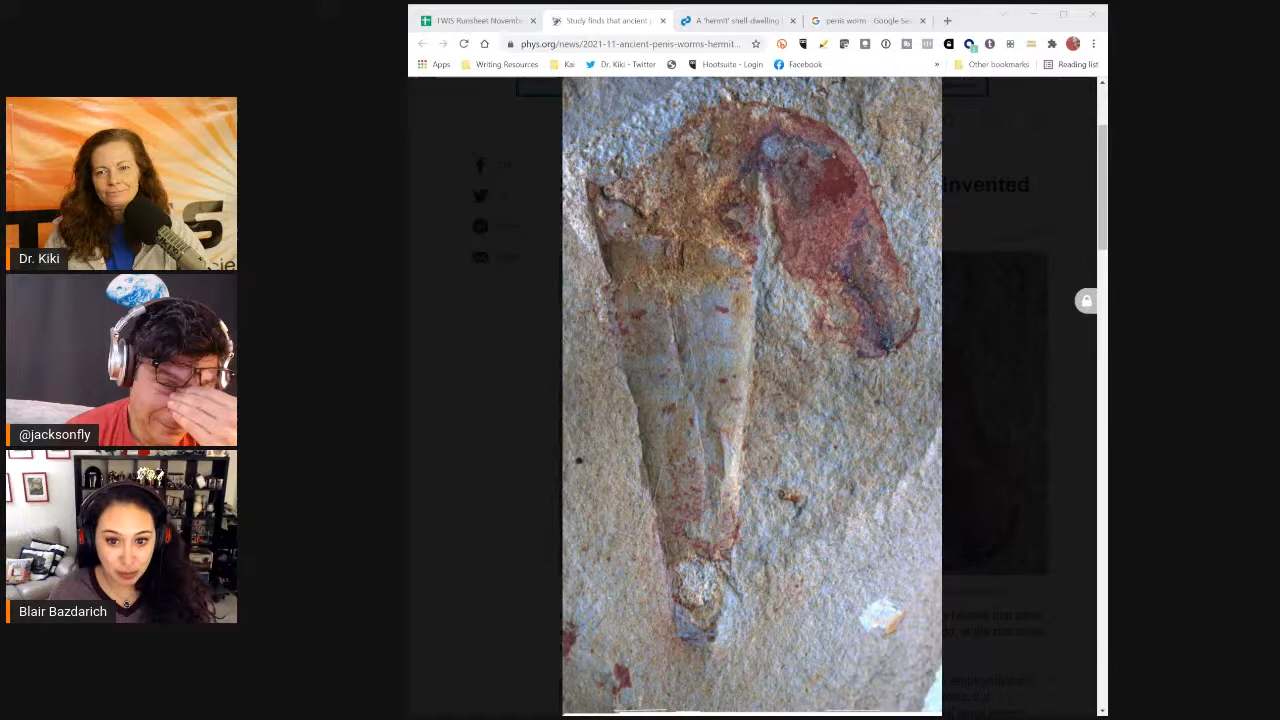 TWIS Runsheet Novembe
Study finds that ancient p
A 'hermit' shell-dwelling
penis worm - Google Sea
phys.org/news/2021-11-ancient-penis-worms-hermit...
Apps
Writing Resources
Kai
Dr. Kiki - Twitter
Hootsuite - Login
Facebook
»
Other bookmarks
Reading list
invented
Dr. Kiki
@jacksonfly
Blair Bazdarich